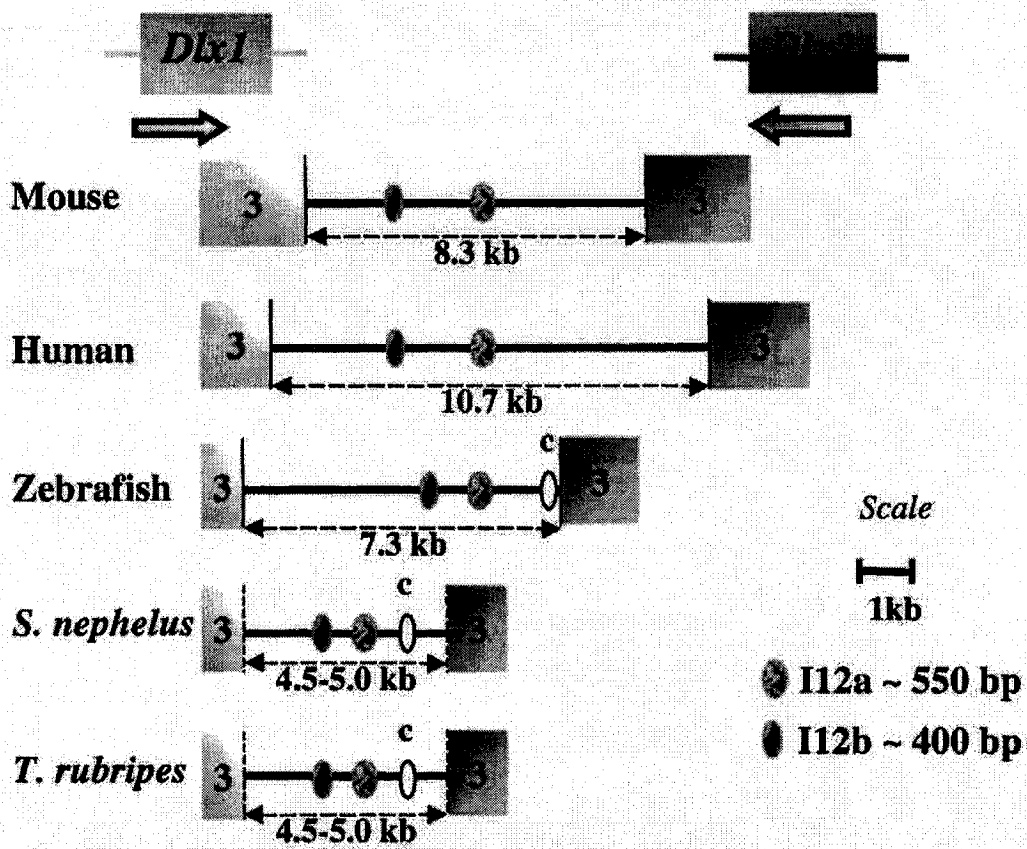 Dlx1
Mouse
3
3
8.3 kb
Human
3
3
10.7 kb
c
Zebrafish
3
3
7.3 kb
Scale
1kb
c
S. nephelus
3
3
4.5-5.0 kb
I12a ~ 550 bp
I12b ~ 400 bp
c
T. rubripes
3
3
4.5-5.0 kb